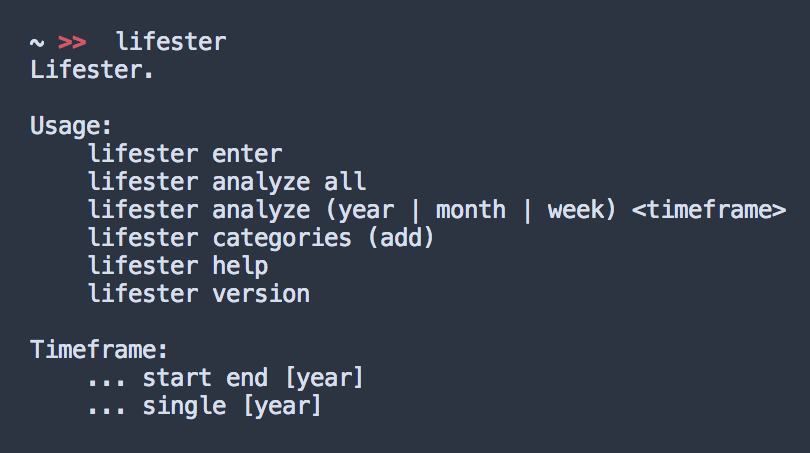 ~ >> lifester
Lifester.
Usage:
lifester enter
lifester analyze all
lifester analyze (year | month | week) <timeframe>
lifester categories (add)
lifester help
lifester version
Timeframe:
... start end [year]
... single [year]